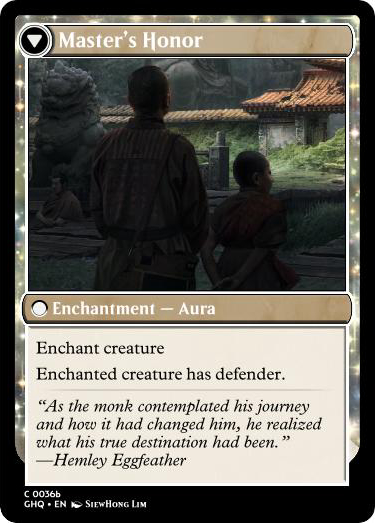 Master's Honor
Enchantment — Aura
Enchant creature
Enchanted creature has defender.
“As the monk contemplated his journey
and how it had changed him, he realized
what his true destination had been.”
—Hemley Eggfeather
C 0036b
GHQ • EN SiewHong Lim